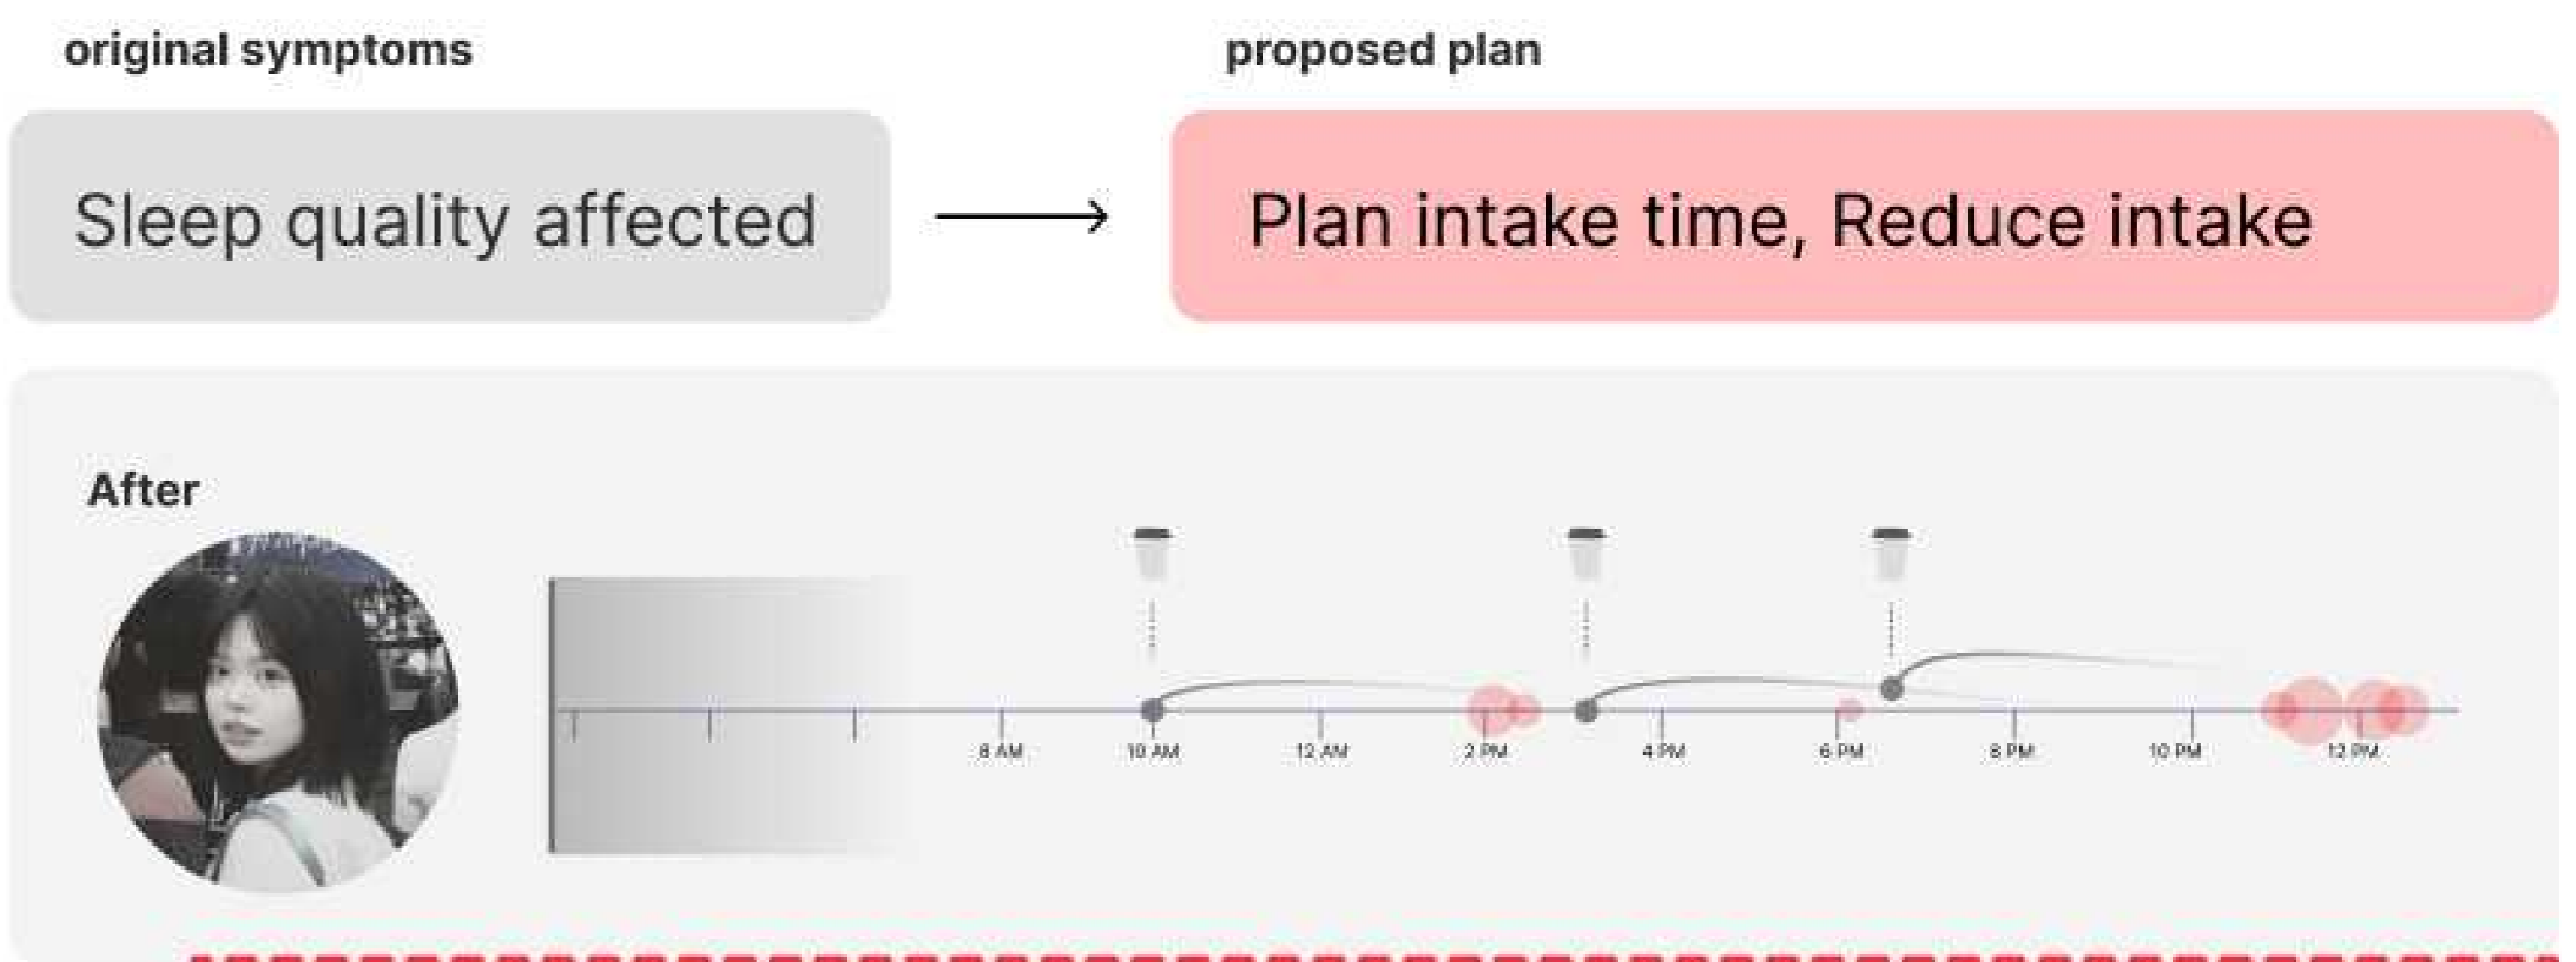 original symptoms
proposed plan
Sleep quality affected
Plan intake time, Reduce intake
After
8 AM
10 AM
12 AM
2 PM
4 PM
6 PM
8 PM
10 PM
12 PM